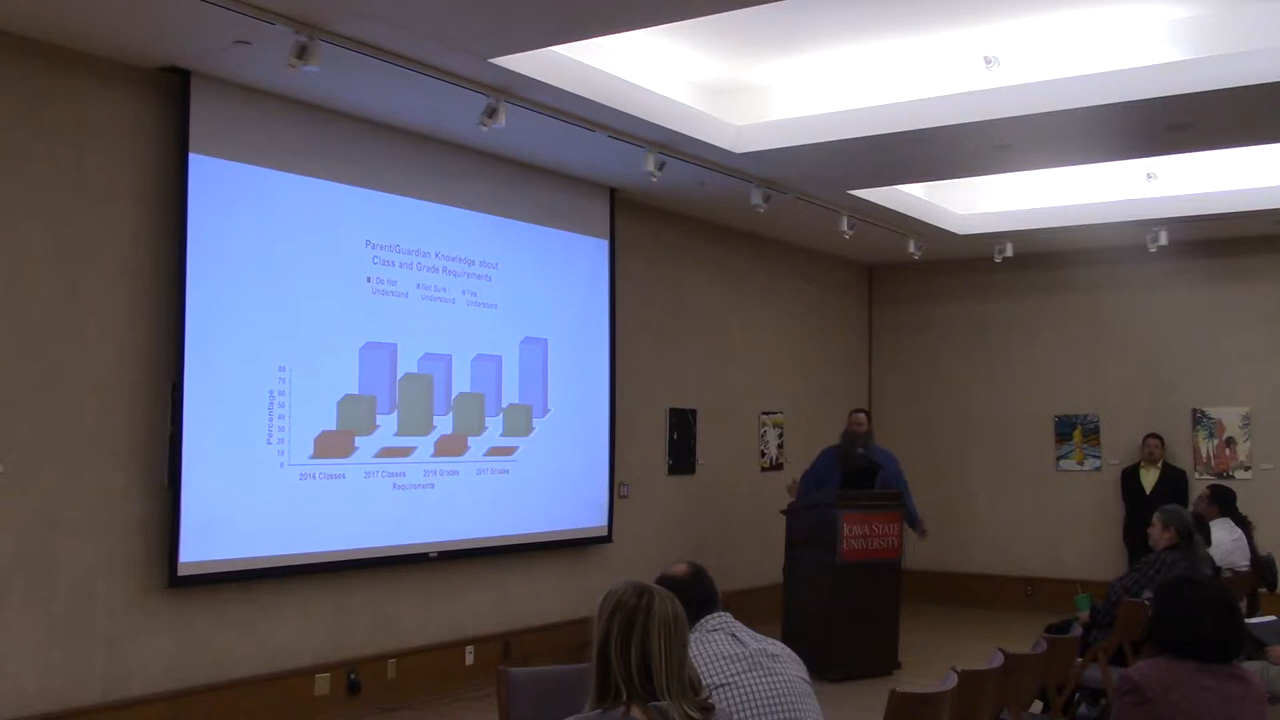 Parent/Guardian Knowledge about
Class and Grade Requirements
I Do Not
Understand
Not Sure I
Understand
Yes I
Understand
Percentage
80
70
60
50
40
30
20
10
0
2016 Classes
2017 Classes
2016 Grades
2017 Grades
Requirements
IOWA STATE
UNIVERSITY